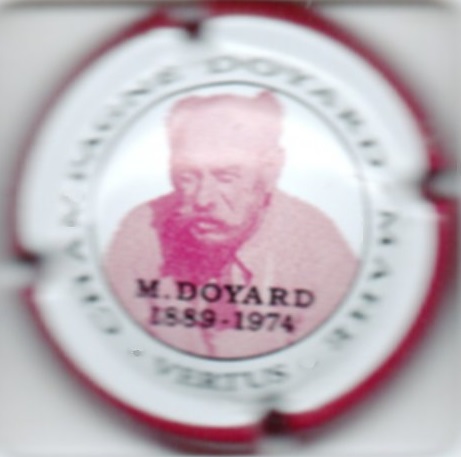 CHAMPAGNE DOYARD MAHE
M. DOYARD
1889-1974
- VERTUS -